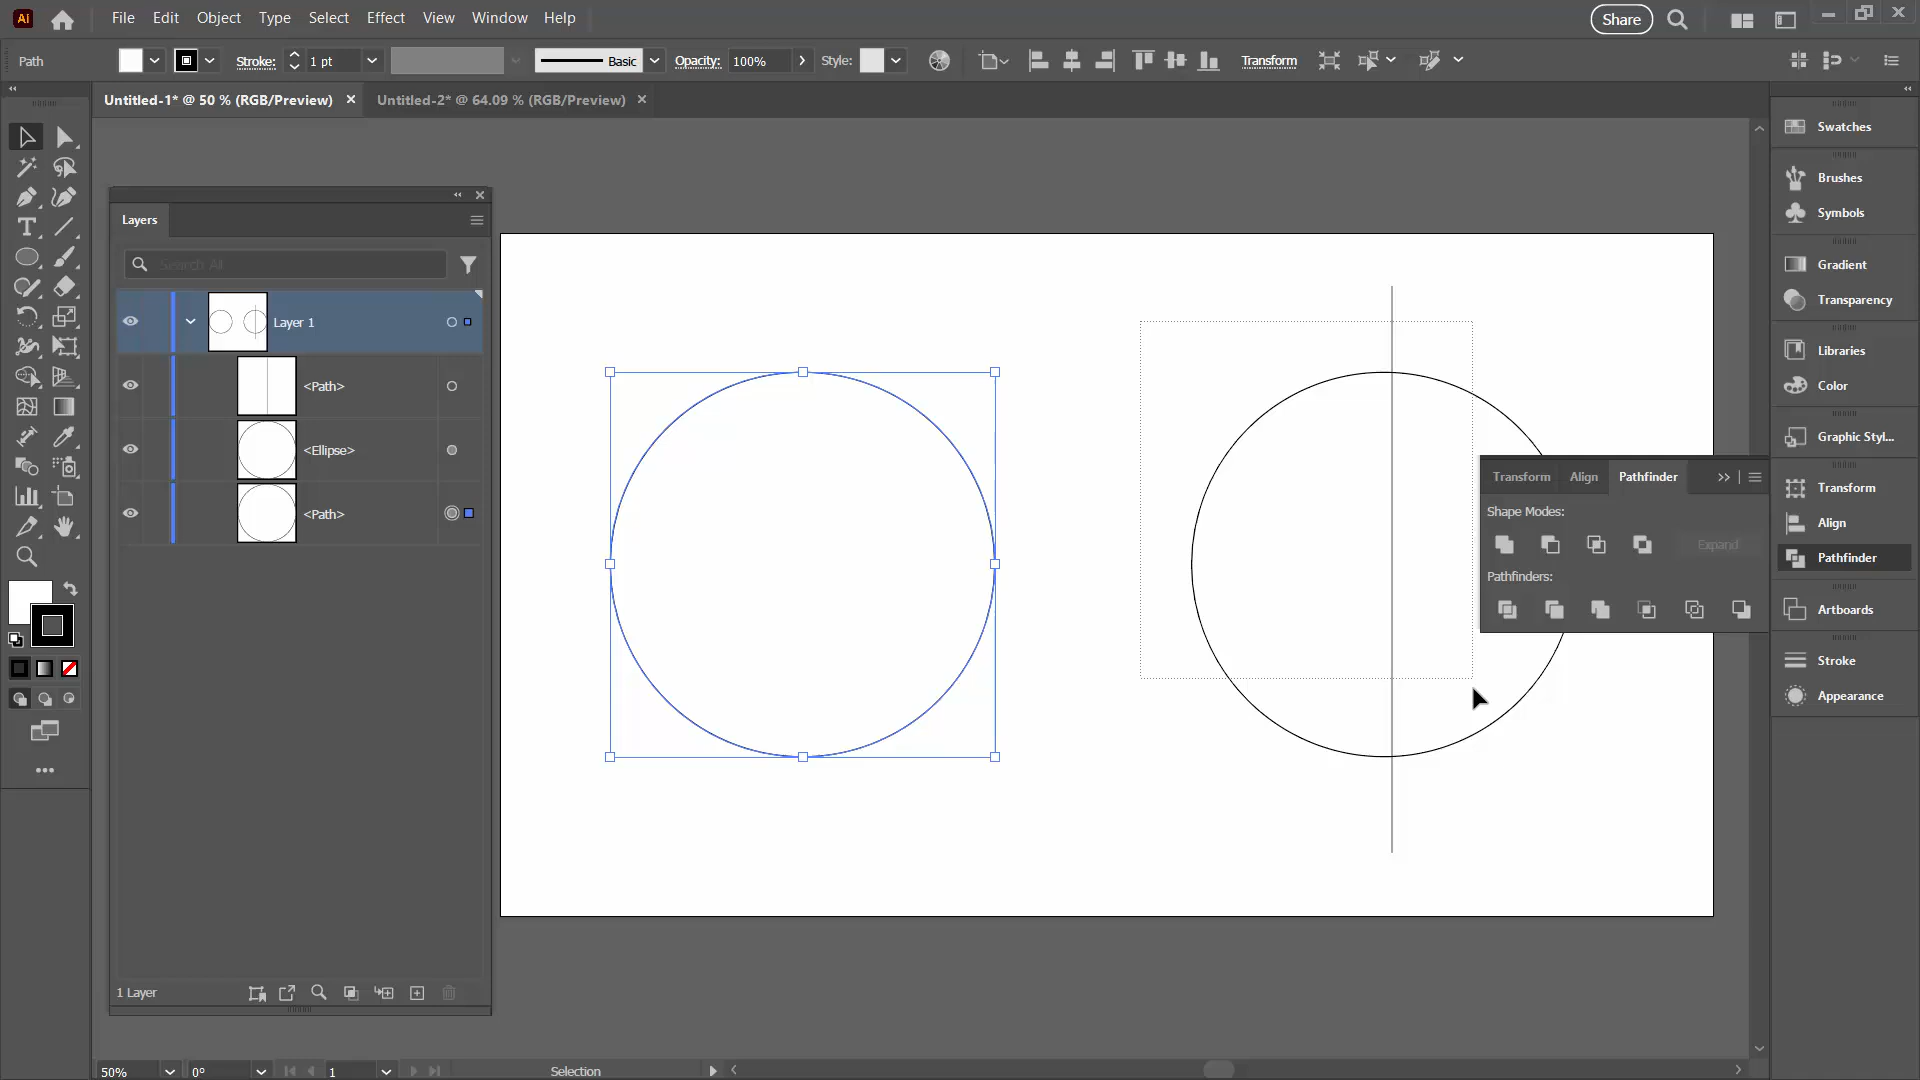 Ai File Edit Object Type Select Effect View Window Help Share
Path Stroke: 1 pt Basic Opacity: 100% Style: Transform
Untitled-1* @ 50 % (RGB/Preview) × Untitled-2* @ 64.09 % (RGB/Preview) ×
Layers
Search All
Layer 1
<Path>
<Ellipse>
<Path>
1 Layer
Transform Align Pathfinder
Shape Modes:
Expand
Pathfinders:
Swatches
Brushes
Symbols
Gradient
Transparency
Libraries
Color
Graphic Styl...
Transform
Align
Pathfinder
Artboards
Stroke
Appearance
50% 0° 1 Selection